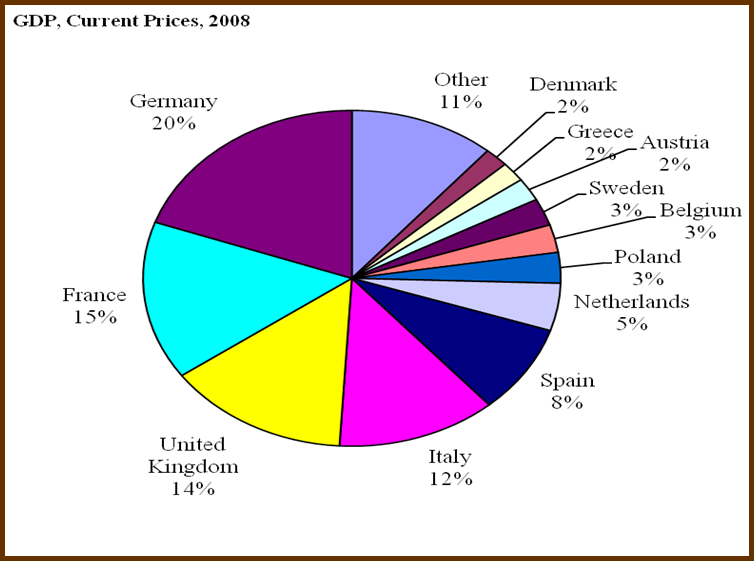 GDP, Current Prices, 2008
Other
11%
Denmark
2%
Greece
2%
Austria
2%
Sweden
3%
Belgium
3%
Poland
3%
Netherlands
5%
Spain
8%
Italy
12%
United
Kingdom
14%
France
15%
Germany
20%